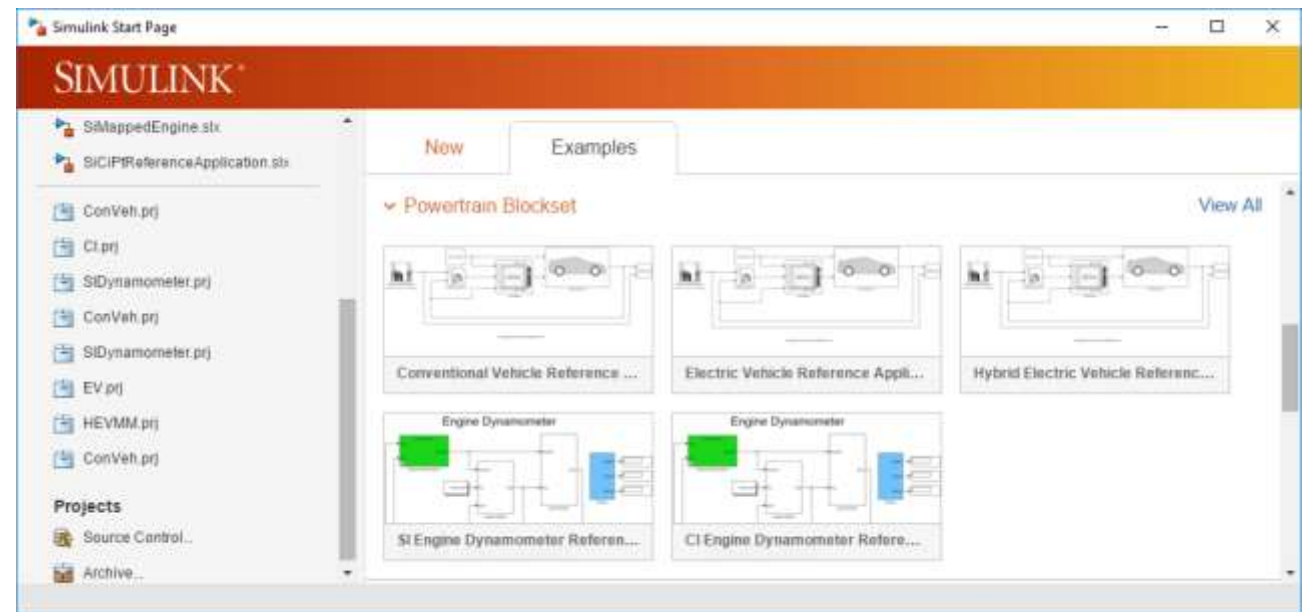 Simulink Start Page
SIMULINK®
SiMappedEngine.slx
SiCiPtReferenceApplication.slx
ConVeh.prj
CI.prj
SIDynamometer.prj
ConVeh.prj
SIDynamometer.prj
EV.prj
HEVMM.prj
ConVeh.prj
Projects
Source Control...
Archive...
New
Examples
Powertrain Blockset
View All
Conventional Vehicle Reference ...
Electric Vehicle Reference Appli...
Hybrid Electric Vehicle Referenc...
Engine Dynamometer
SI Engine Dynamometer Referen...
Engine Dynamometer
CI Engine Dynamometer Refere...